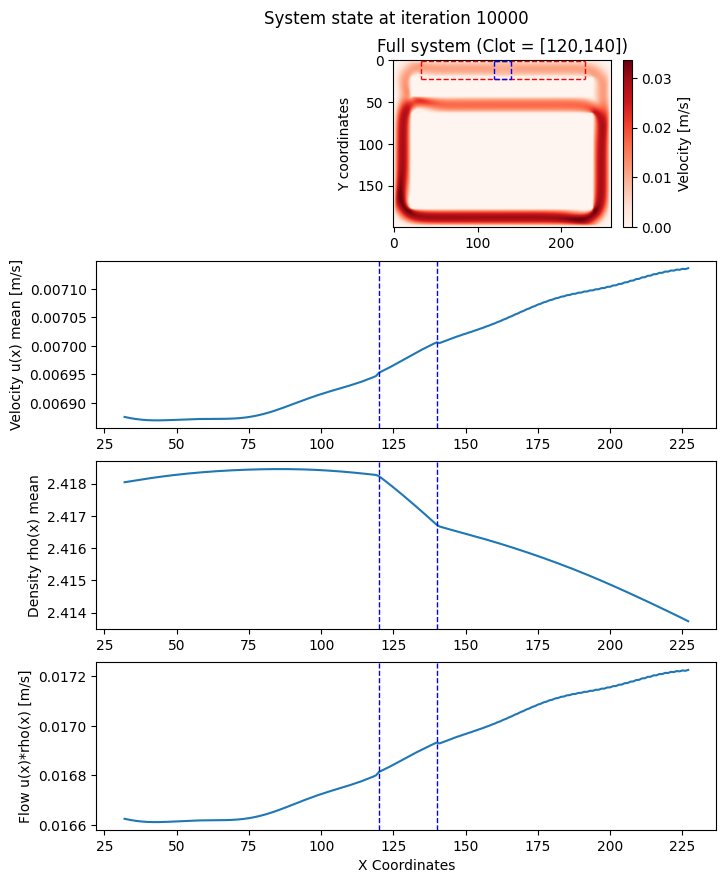 System state at iteration 10000
Full system (Clot = [120,140])
Y coordinates
0
50
100
150
0 100 200
0.03
0.02
0.01
0.00
Velocity [m/s]
Velocity u(x) mean [m/s]
0.00710
0.00705
0.00700
0.00695
0.00690
25 50 75 100 125 150 175 200 225
Density rho(x) mean
2.418
2.417
2.416
2.415
2.414
25 50 75 100 125 150 175 200 225
Flow u(x)*rho(x) [m/s]
0.0172
0.0170
0.0168
0.0166
25 50 75 100 125 150 175 200 225
X Coordinates